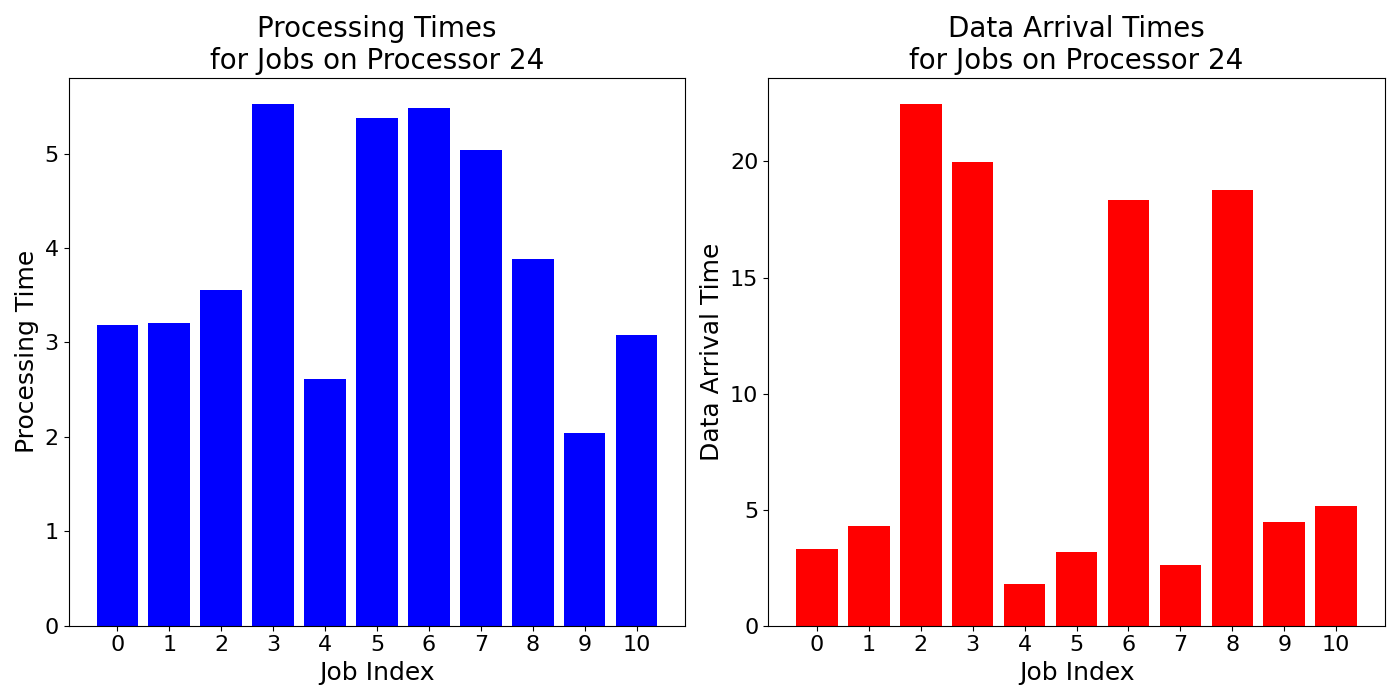 Processing Times
for Jobs on Processor 24
Processing Time
5
4
3
2
1
0
0 1 2 3 4 5 6 7 8 9 10
Job Index
Data Arrival Times
for Jobs on Processor 24
Data Arrival Time
20
15
10
5
0
0 1 2 3 4 5 6 7 8 9 10
Job Index